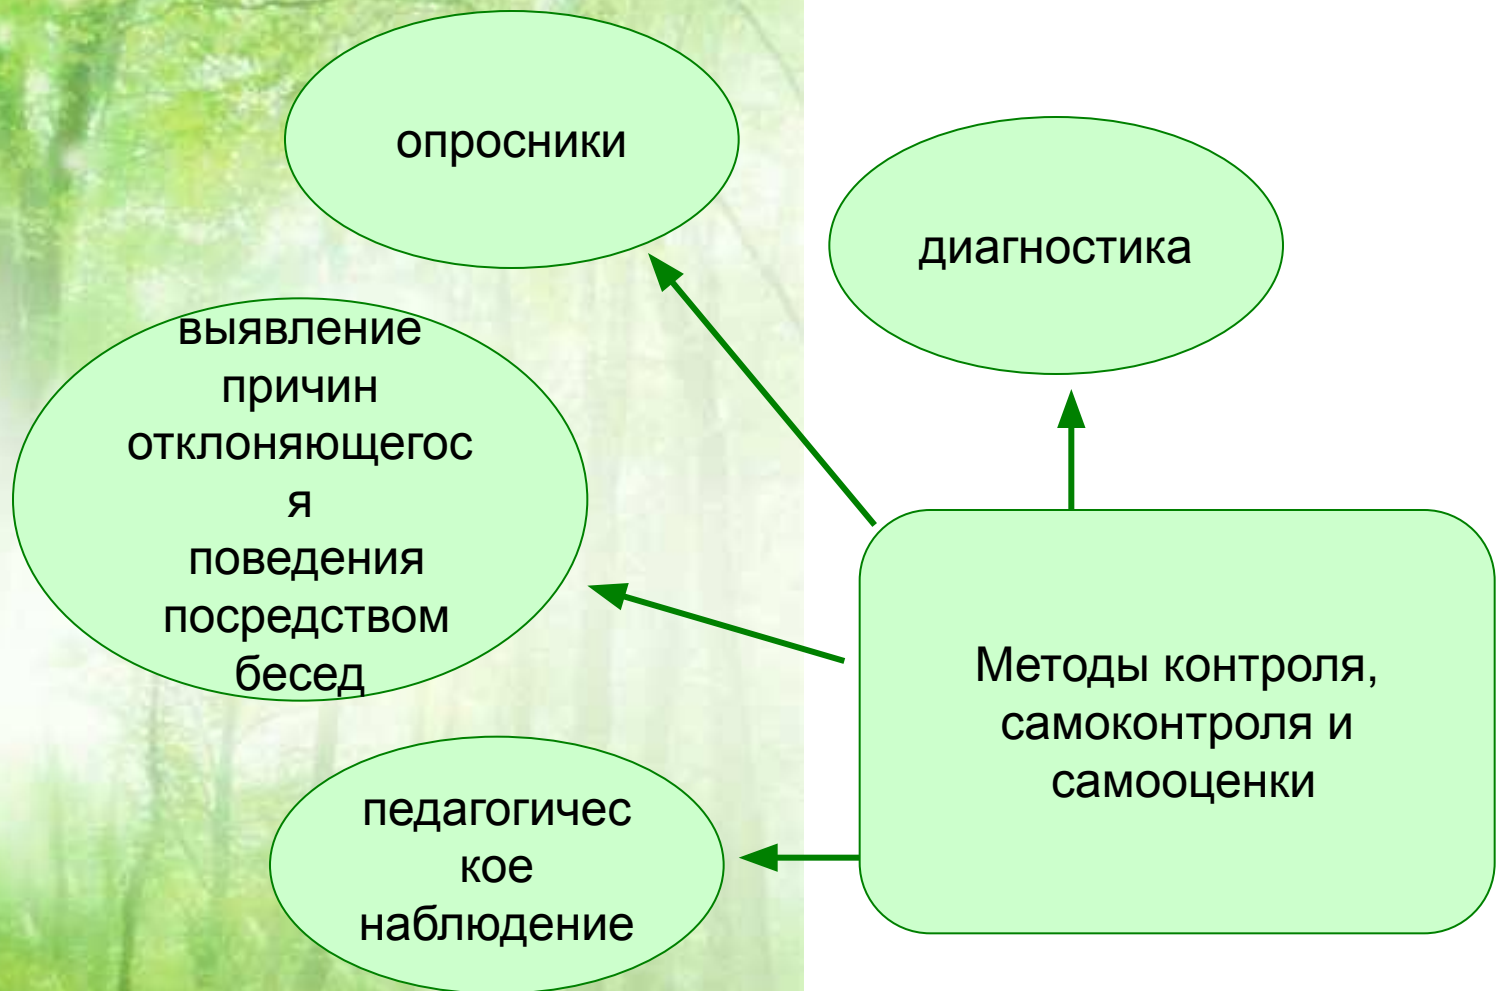 опросники
диагностика
выявление
причин
отклоняющегос
я
поведения
посредством
бесед
Методы контроля,
самоконтроля и
самооценки
педагогичес
кое
наблюдение